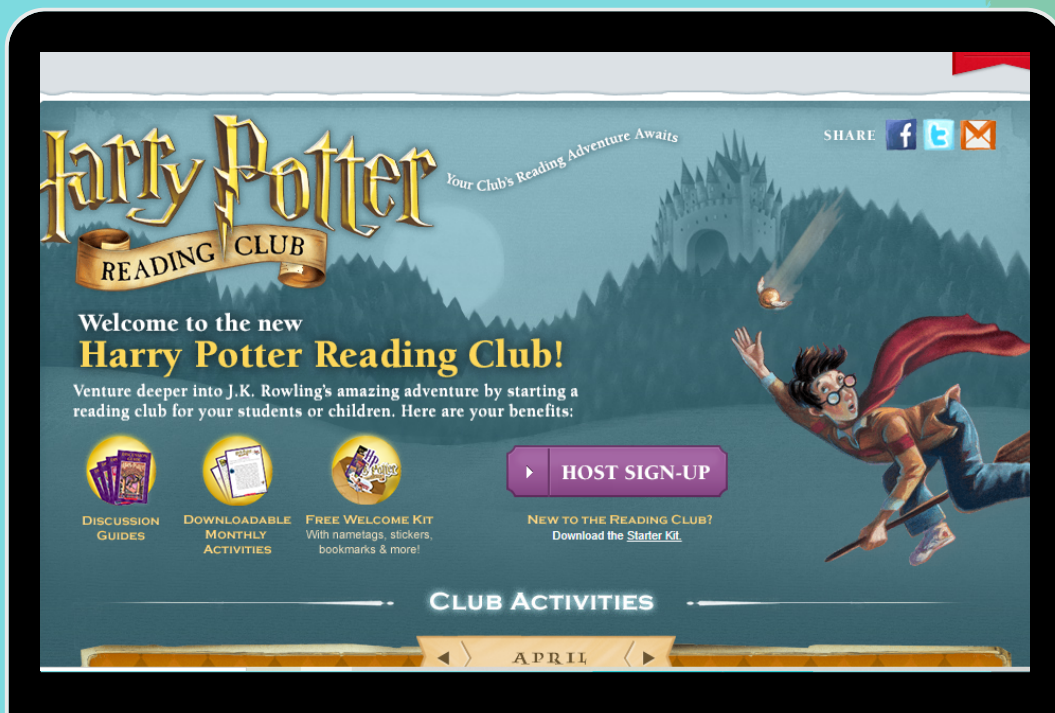 Harry Potter
READING CLUB
Your Club's Reading Adventure Awaits
SHARE
Welcome to the new
Harry Potter Reading Club!
Venture deeper into J.K. Rowling's amazing adventure by starting a
reading club for your students or children. Here are your benefits:
DISCUSSION
GUIDES
DOWNLOADABLE
MONTHLY
ACTIVITIES
FREE WELCOME KIT
With nametags, stickers,
bookmarks & more!
HOST SIGN-UP
NEW TO THE READING CLUB?
Download the Starter Kit.
CLUB ACTIVITIES
APRIL